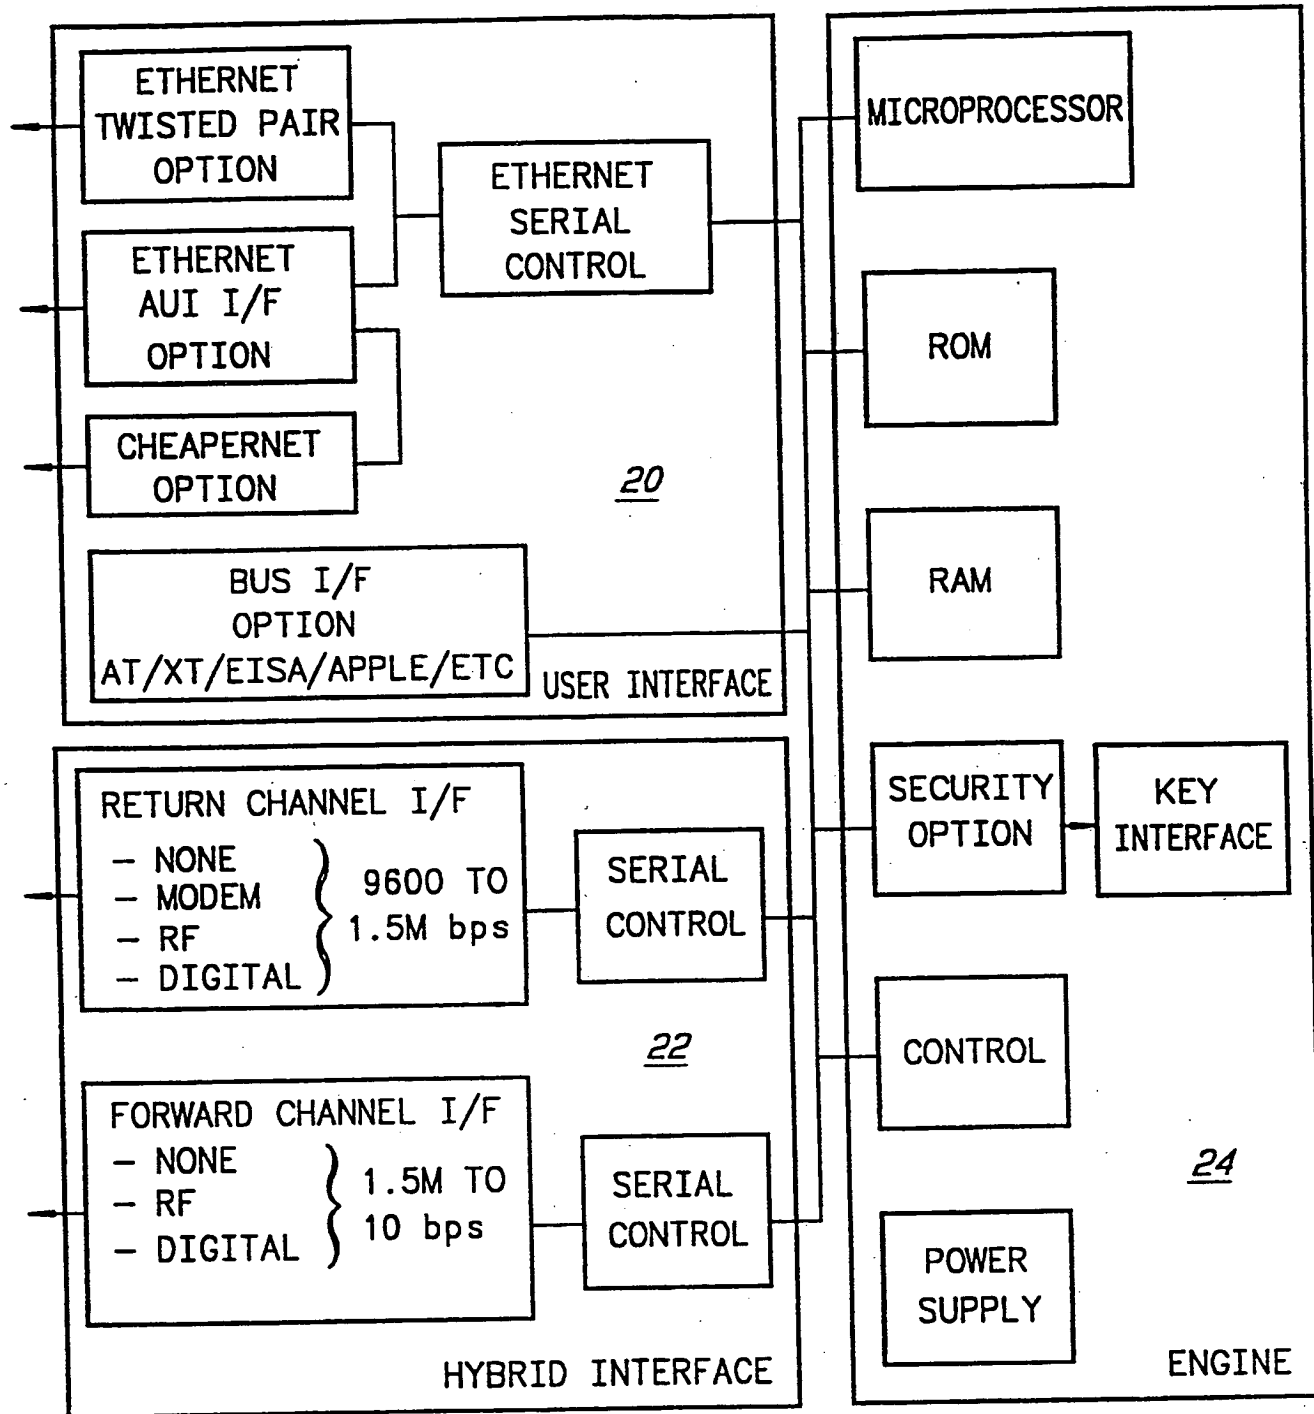 ETHERNET
TWISTED PAIR
OPTION
ETHERNET
AUI I/F
OPTION
CHEAPERNET
OPTION
ETHERNET
SERIAL
CONTROL
20
BUS I/F
OPTION
AT/XT/EISA/APPLE/ETC
USER INTERFACE
RETURN CHANNEL I/F
- NONE
- MODEM
- RF
- DIGITAL
9600 TO
1.5M bps
SERIAL
CONTROL
22
FORWARD CHANNEL I/F
- NONE
- RF
- DIGITAL
1.5M TO
10 bps
SERIAL
CONTROL
HYBRID INTERFACE
MICROPROCESSOR
ROM
RAM
SECURITY
OPTION
KEY
INTERFACE
CONTROL
24
POWER
SUPPLY
ENGINE